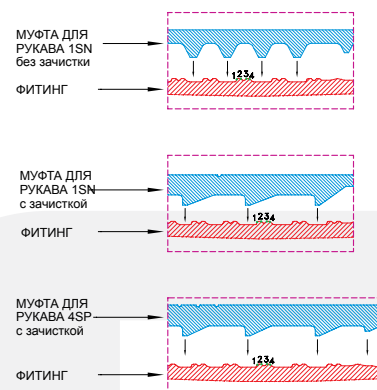 МУФТА ДЛЯ
РУКАВА 1SN
без зачистки
1234
ФИТИНГ
МУФТА ДЛЯ
РУКАВА 1SN
с зачисткой
1234
ФИТИНГ
МУФТА ДЛЯ
РУКАВА 4SP
с зачисткой
1234
ФИТИНГ